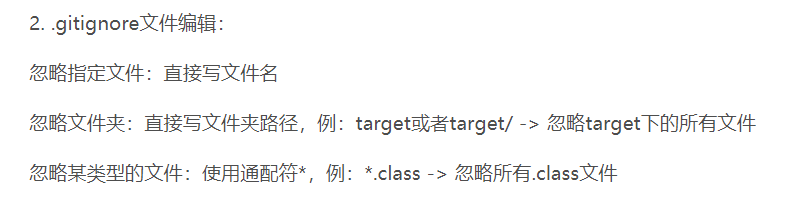 2. .gitignore文件编辑：
忽略指定文件：直接写文件名
忽略文件夹：直接写文件夹路径，例：target或者target/ -> 忽略target下的所有文件
忽略某类型的文件：使用通配符*，例：*.class -> 忽略所有.class文件